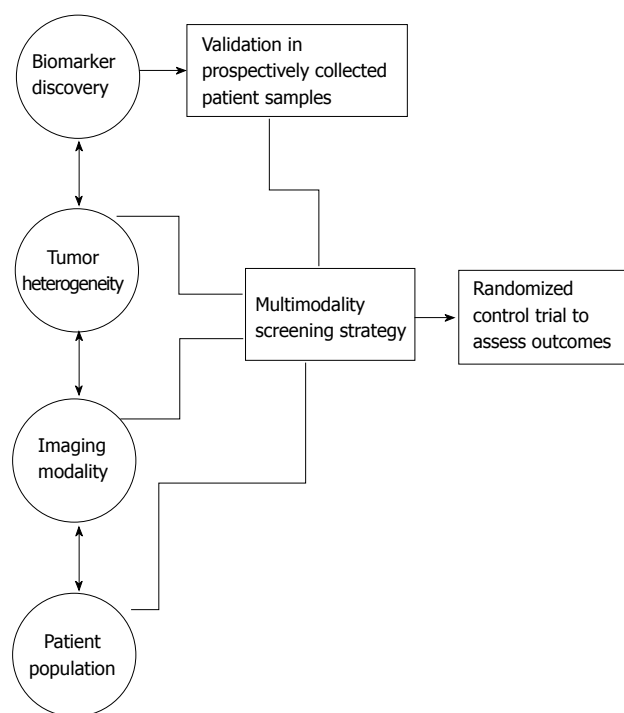 Biomarker
discovery
Validation in
prospectively collected
patient samples
Tumor
heterogeneity
Multimodality
screening strategy
Randomized
control trial to
assess outcomes
Imaging
modality
Patient
population